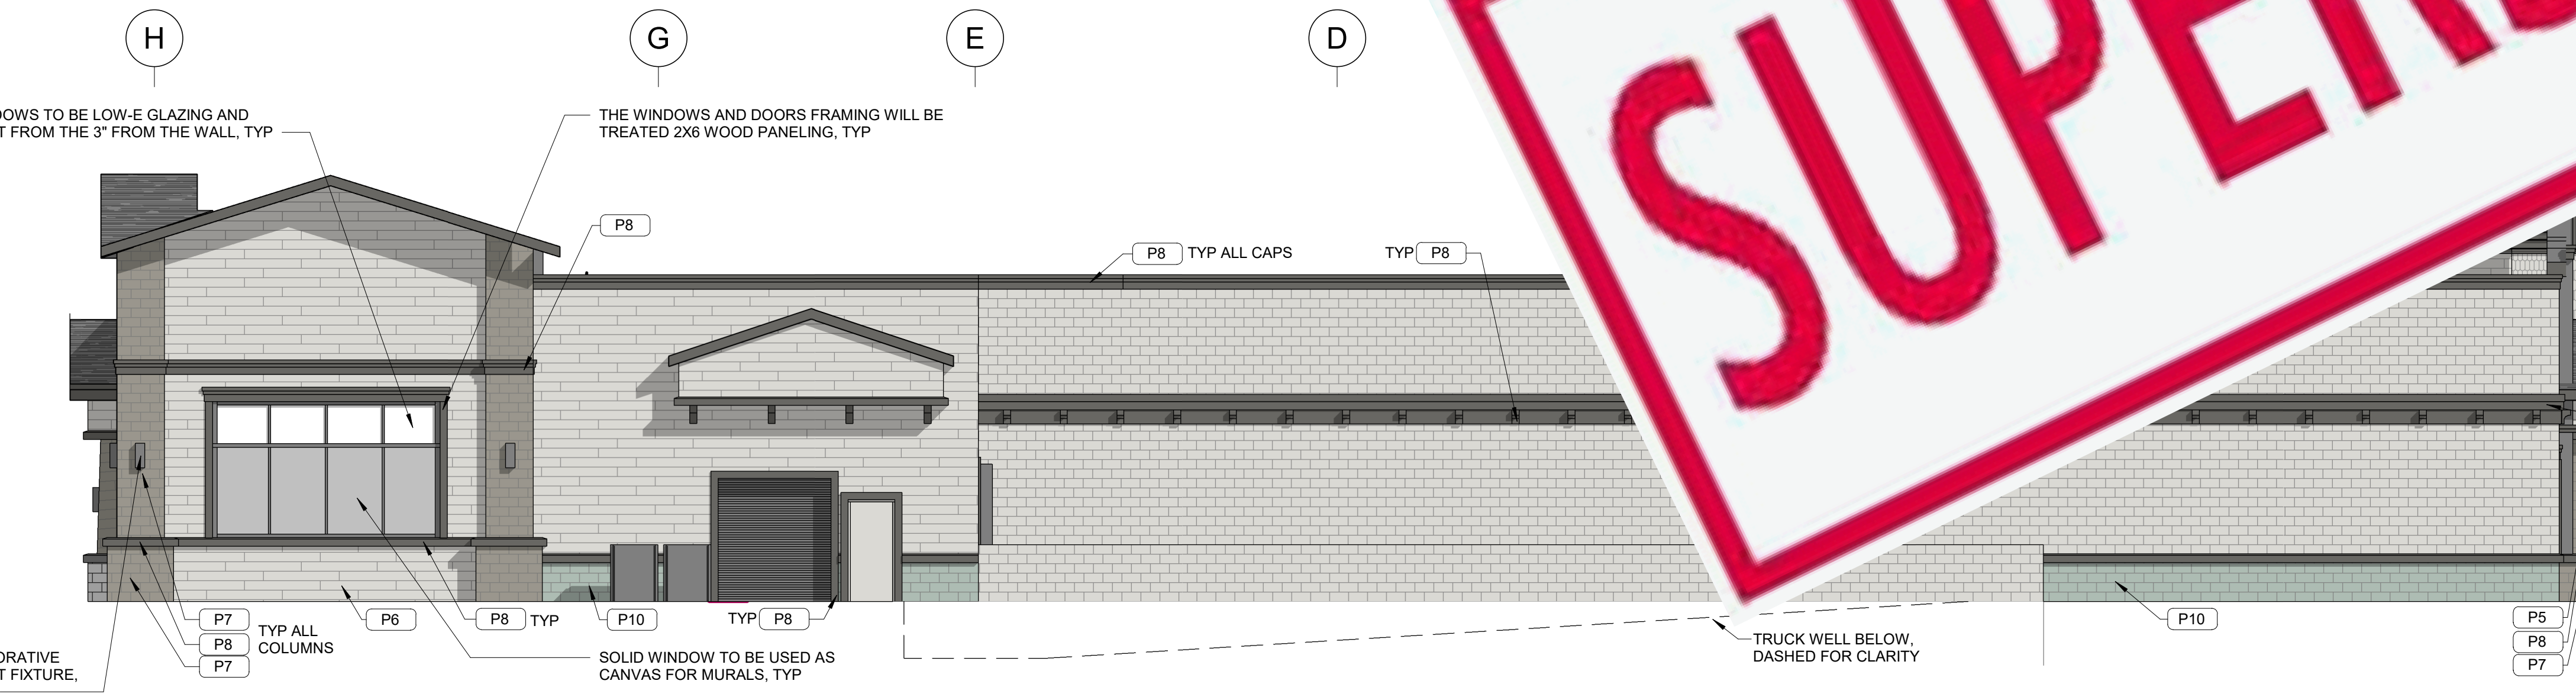 H
G
E
D
SUPER
OWS TO BE LOW-E GLAZING AND
FROM THE 3" FROM THE WALL, TYP
THE WINDOWS AND DOORS FRAMING WILL BE
TREATED 2X6 WOOD PANELING, TYP
P8
P8 TYP ALL CAPS
TYP P8
P7
P8
P7
TYP ALL
COLUMNS
P6
P8 TYP
P10
TYP P8
SOLID WINDOW TO BE USED AS
CANVAS FOR MURALS, TYP
ORATIVE
T FIXTURE,
TRUCK WELL BELOW,
DASHED FOR CLARITY
P10
P5
P8
P7